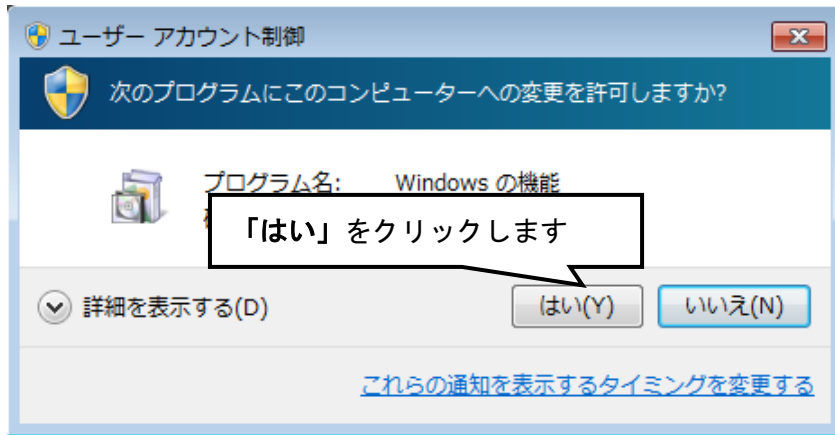 ユーザー アカウント制御
次のプログラムにこのコンピューターへの変更を許可しますか?
プログラム名: Windows の機能
「はい」をクリックします
詳細を表示する(D)
はい(Y)
いいえ(N)
これらの通知を表示するタイミングを変更する